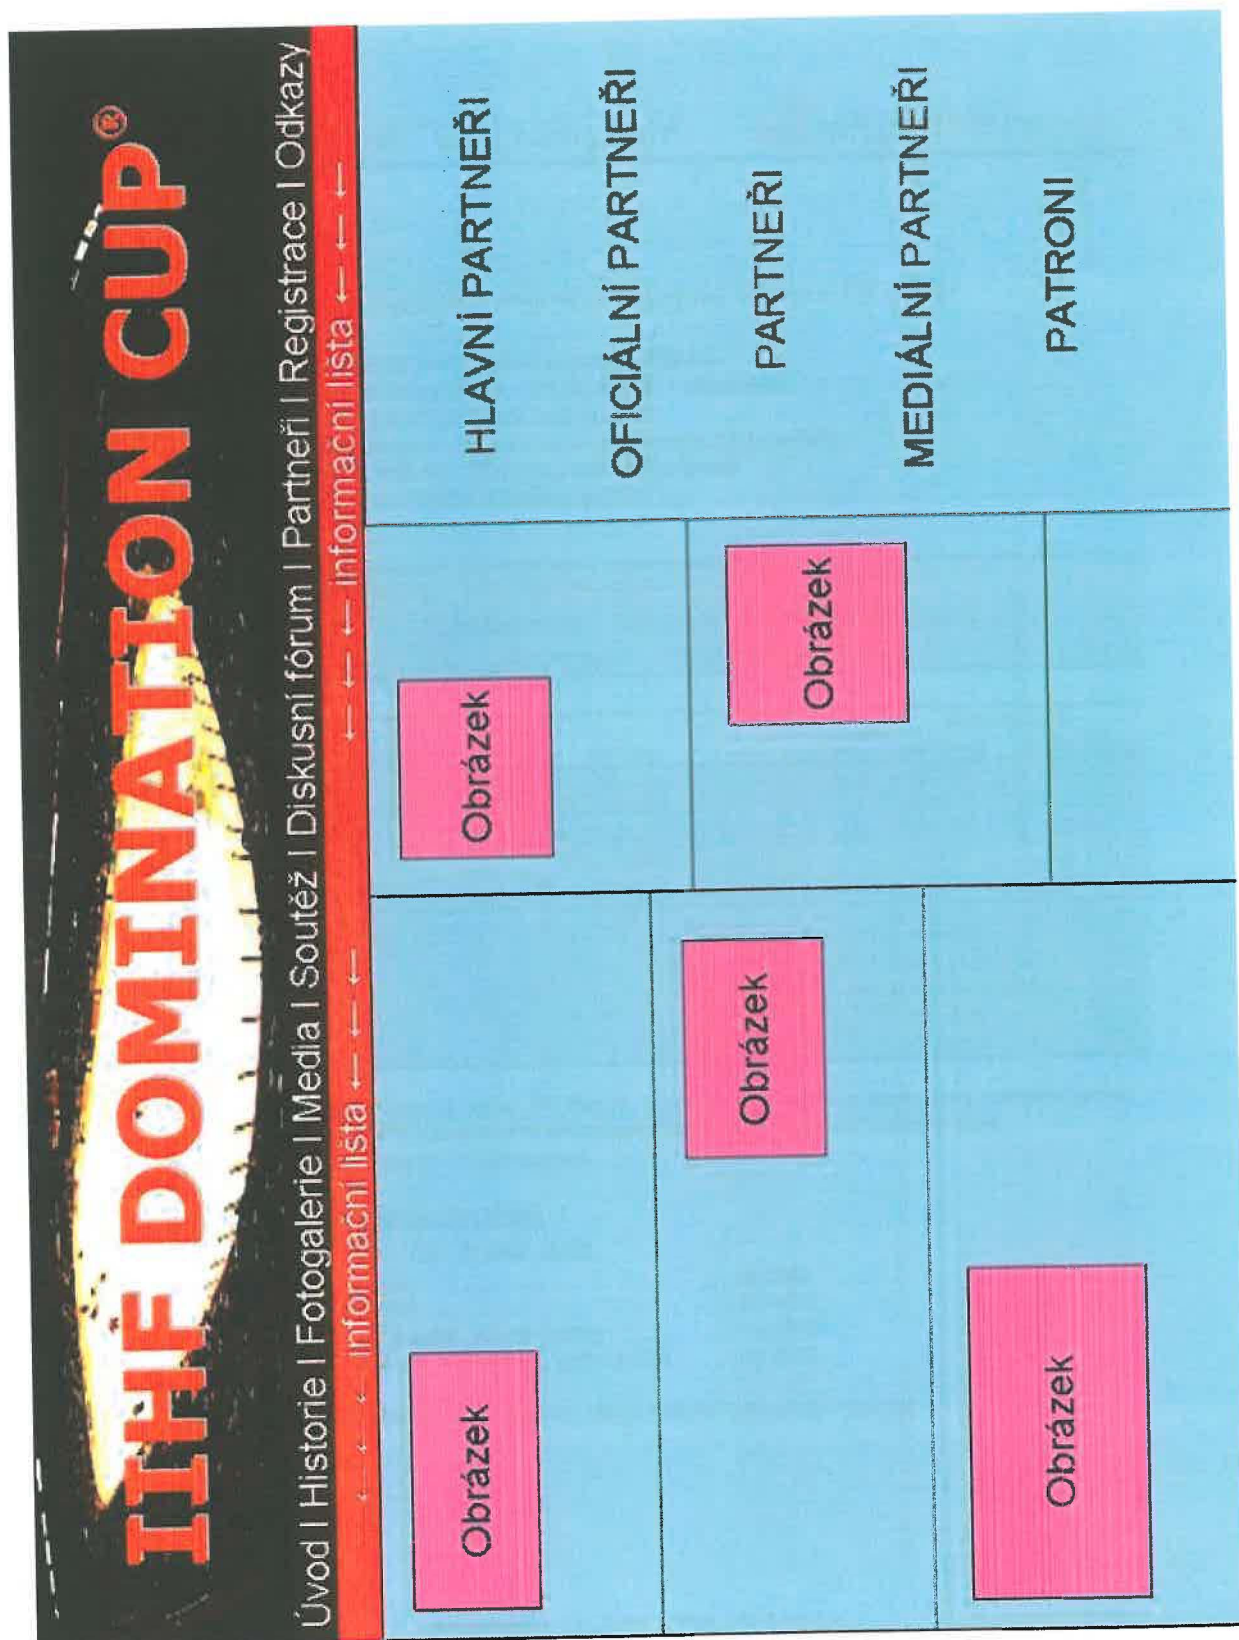 IIHF DOMINATION CUP®
Úvod I Historie I Fotogalerie I Media I Soutěž I Diskusní fórum I Partneři I Registrace I Odkazy
← ← ← informační lišta ← ← ← ← ← ← ← informační lišta ← ← ← ←
Obrázek
Obrázek
HLAVNÍ PARTNEŘI
OFICIÁLNÍ PARTNEŘI
Obrázek
Obrázek
PARTNEŘI
MEDIÁLNÍ PARTNEŘI
Obrázek
PATRONI